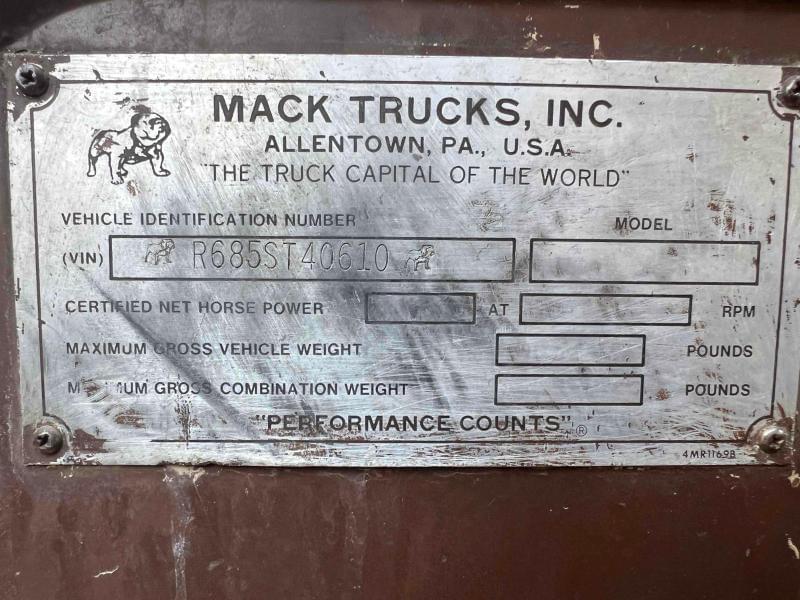 MACK TRUCKS, INC.
ALLENTOWN, PA., U.S.A.
"THE TRUCK CAPITAL OF THE WORLD"
VEHICLE IDENTIFICATION NUMBER MODEL
(VIN) R685ST40610
CERTIFIED NET HORSE POWER AT RPM
MAXIMUM GROSS VEHICLE WEIGHT POUNDS
MAXIMUM GROSS COMBINATION WEIGHT POUNDS
"PERFORMANCE COUNTS"®
4MR1169B